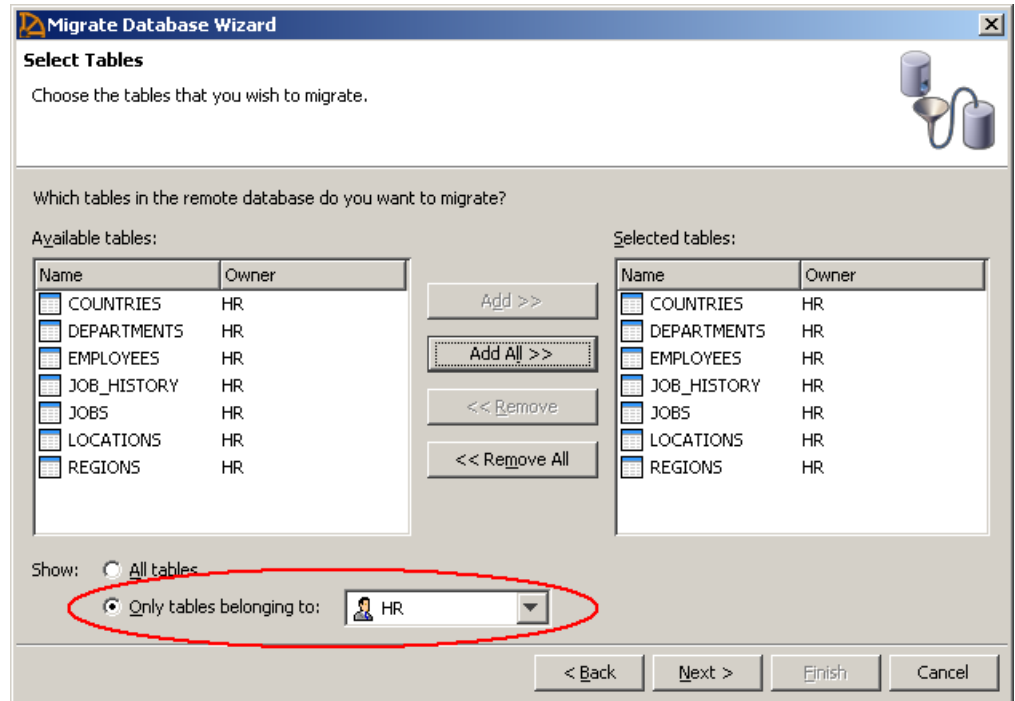 Migrate Database Wizard
Select Tables
Choose the tables that you wish to migrate.
Which tables in the remote database do you want to migrate?
Available tables:
Name Owner
COUNTRIES HR
DEPARTMENTS HR
EMPLOYEES HR
JOB_HISTORY HR
JOBS HR
LOCATIONS HR
REGIONS HR
Add >>
Add All >>
<< Remove
<< Remove All
Selected tables:
Name Owner
COUNTRIES HR
DEPARTMENTS HR
EMPLOYEES HR
JOB_HISTORY HR
JOBS HR
LOCATIONS HR
REGIONS HR
Show: All tables
Only tables belonging to: HR
< Back Next > Finish Cancel